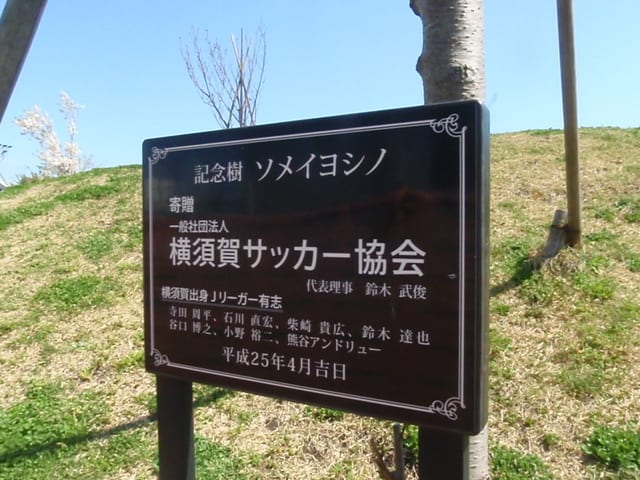 記念樹 ソメイヨシノ
寄贈
一般社団法人
横須賀サッカー協会
代表理事 鈴木 武俊
横須賀出身Jリーガー有志
寺田 周平、石川 直宏、柴崎 貴広、鈴木 達也
谷口 博之、小野 裕二、熊谷アンドリュー
平成25年4月吉日